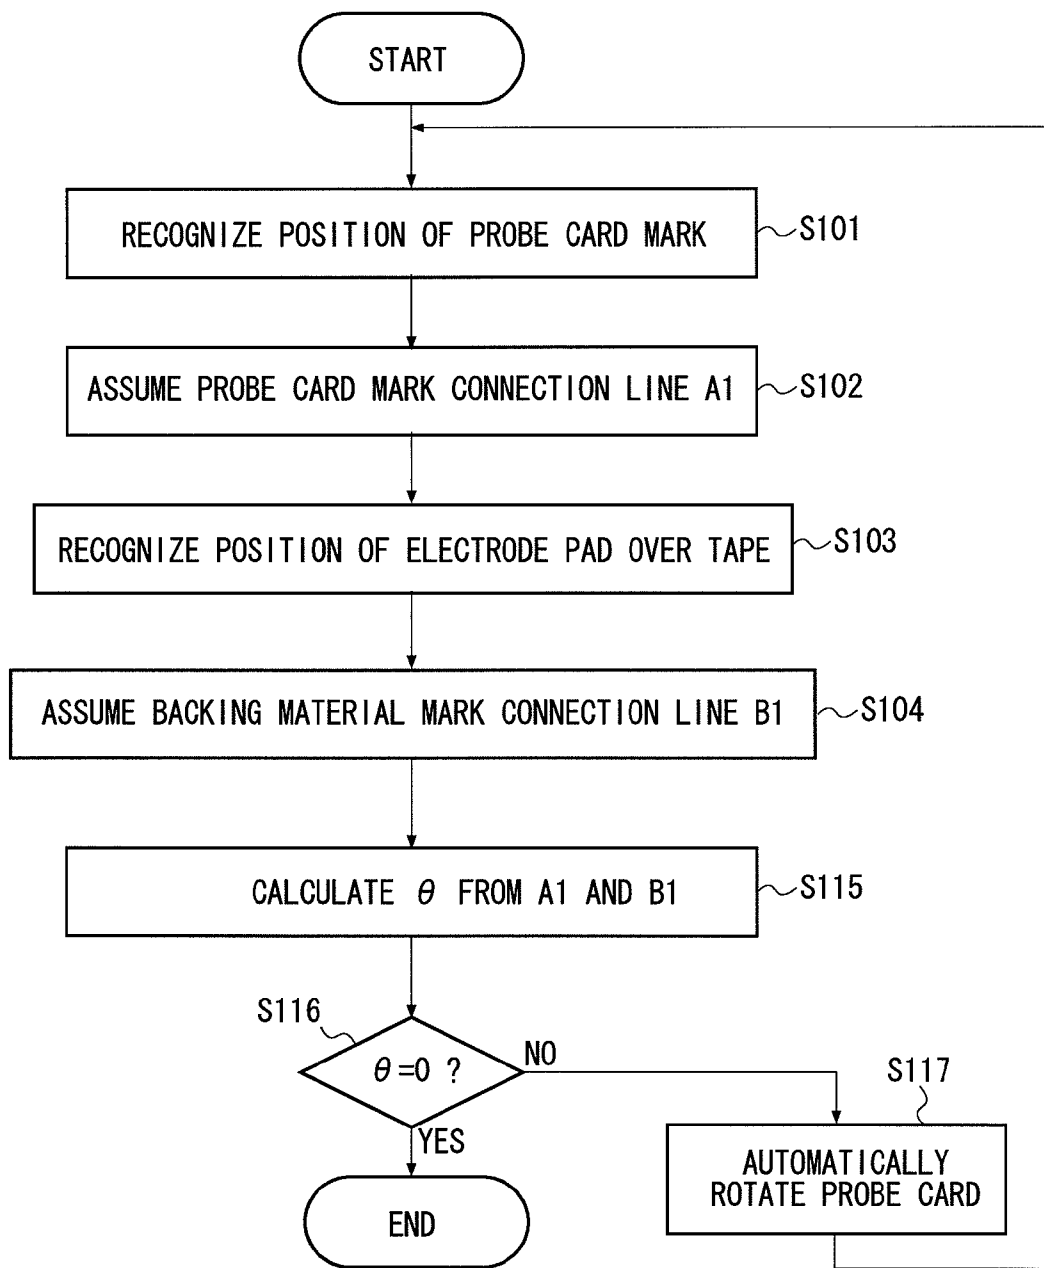 START
RECOGNIZE POSITION OF PROBE CARD MARK
S101
ASSUME PROBE CARD MARK CONNECTION LINE A1
S102
RECOGNIZE POSITION OF ELECTRODE PAD OVER TAPE
S103
ASSUME BACKING MATERIAL MARK CONNECTION LINE B1
S104
CALCULATE θ FROM A1 AND B1
S115
S116
θ=0 ?
NO
YES
S117
AUTOMATICALLY
ROTATE PROBE CARD
END